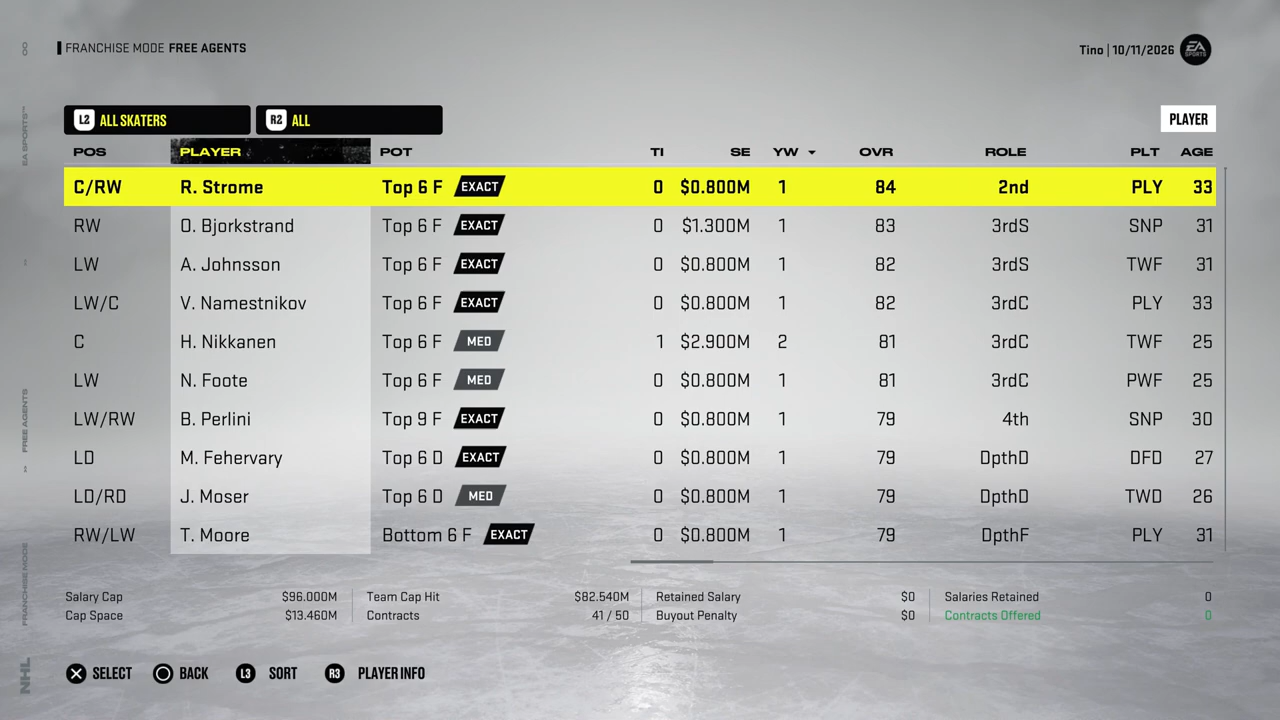 FRANCHISE MODE FREE AGENTS
Tino | 10/11/2026 EA SPORTS
L2 ALL SKATERS R2 ALL PLAYER
POS PLAYER POT TI SE YW OVR ROLE PLT AGE
C/RW R. Strome Top 6 F EXACT 0 $0.800M 1 84 2nd PLY 33
RW O. Bjorkstrand Top 6 F EXACT 0 $1.300M 1 83 3rdS SNP 31
LW A. Johnsson Top 6 F EXACT 0 $0.800M 1 82 3rdS TWF 31
LW/C V. Namestnikov Top 6 F EXACT 0 $0.800M 1 82 3rdC PLY 33
C H. Nikkanen Top 6 F MED 1 $2.900M 2 81 3rdC TWF 25
LW N. Foote Top 6 F MED 0 $0.800M 1 81 3rdC PWF 25
LW/RW B. Perlini Top 9 F EXACT 0 $0.800M 1 79 4th SNP 30
LD M. Fehervary Top 6 D EXACT 0 $0.800M 1 79 DpthD DFD 27
LD/RD J. Moser Top 6 D MED 0 $0.800M 1 79 DpthD TWD 26
RW/LW T. Moore Bottom 6 F EXACT 0 $0.800M 1 79 DpthF PLY 31
Salary Cap $96.000M Team Cap Hit $82.540M Retained Salary $0 Salaries Retained 0
Cap Space $13.460M Contracts 41 / 50 Buyout Penalty $0 Contracts Offered 0
SELECT BACK L3 SORT R3 PLAYER INFO
NHL FRANCHISE MODE » FREE AGENTS EA SPORTS™